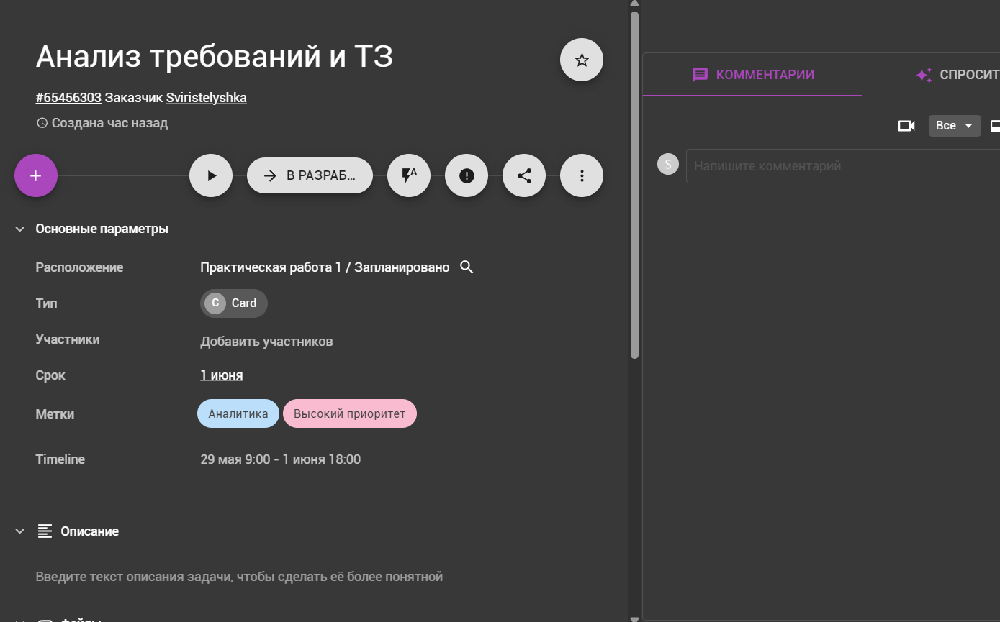 Анализ требований и ТЗ
#65456303 Заказчик Sviristelyshka
Создана час назад
В РАЗРАБ...
A
Основные параметры
Расположение
Практическая работа 1 / Запланировано
Тип
C Card
Участники
Добавить участников
Срок
1 июня
Метки
Аналитика
Высокий приоритет
Timeline
29 мая 9:00 - 1 июня 18:00
Описание
Введите текст описания задачи, чтобы сделать её более понятной
КОММЕНТАРИИ
СПРОСИТ
Все
S
Напишите комментарий